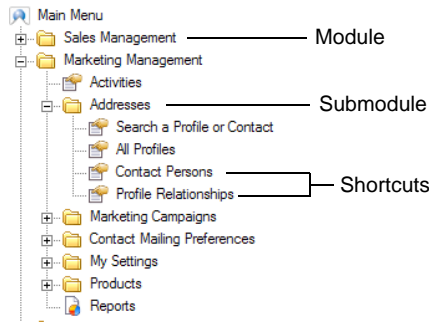 Main Menu
Sales Management
Module
Marketing Management
Activities
Addresses
Submodule
Search a Profile or Contact
All Profiles
Contact Persons
Profile Relationships
Shortcuts
Marketing Campaigns
Contact Mailing Preferences
My Settings
Products
Reports